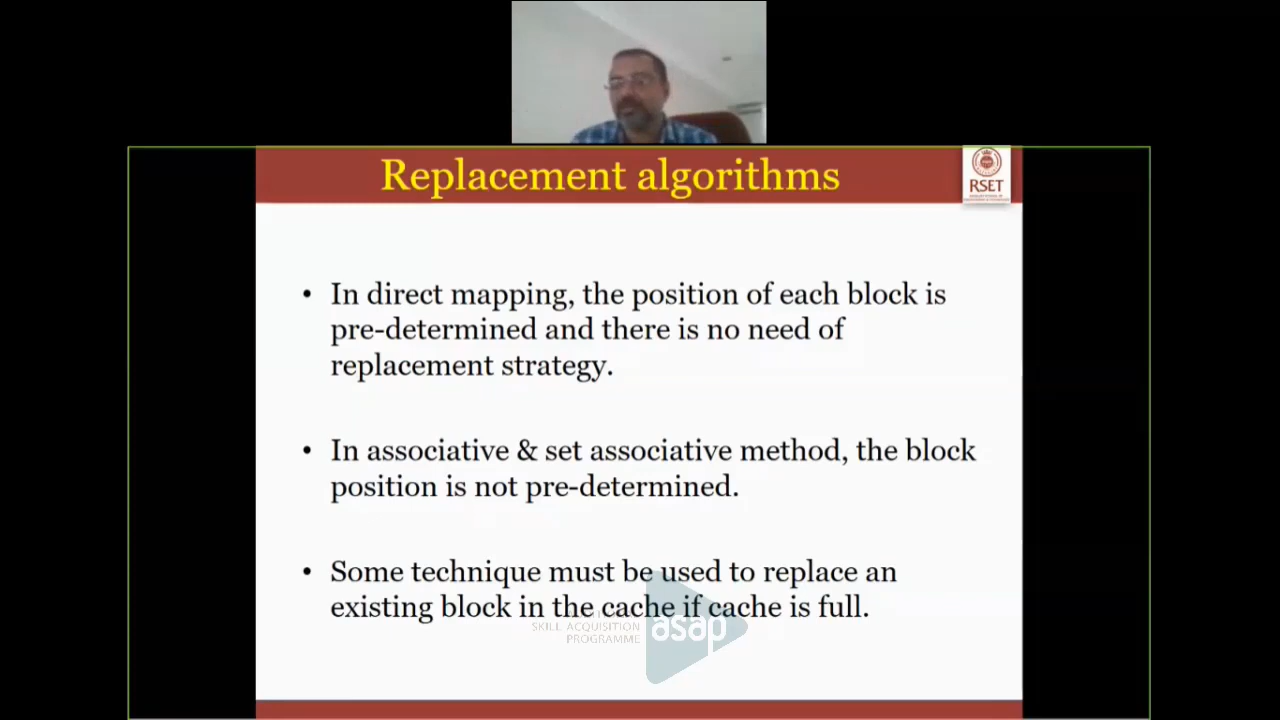 Replacement algorithms
RSET
• In direct mapping, the position of each block is
pre-determined and there is no need of
replacement strategy.
• In associative & set associative method, the block
position is not pre-determined.
• Some technique must be used to replace an
existing block in the cache if cache is full.
SKILL ACQUISITION
PROGRAMME
asap